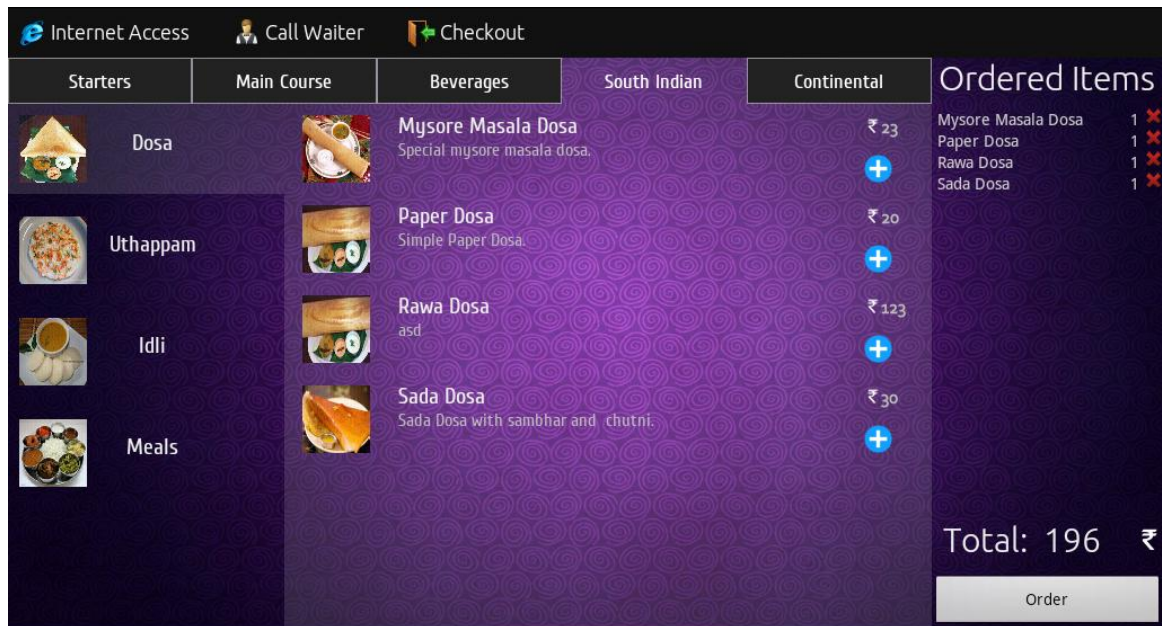 Internet Access Call Waiter Checkout
Starters Main Course Beverages South Indian Continental
Dosa
Uthappam
Idli
Meals
Mysore Masala Dosa ₹ 23
Special mysore masala dosa.
Paper Dosa ₹ 20
Simple Paper Dosa.
Rawa Dosa ₹ 123
asd
Sada Dosa ₹ 30
Sada Dosa with sambhar and chutni.
Ordered Items
Mysore Masala Dosa 1
Paper Dosa 1
Rawa Dosa 1
Sada Dosa 1
Total: 196 ₹
Order